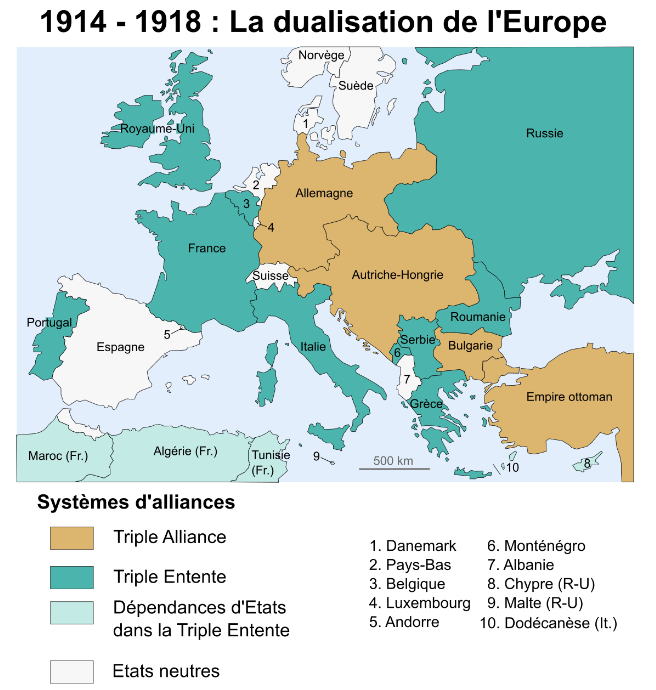 1914 - 1918 : La dualisation de l'Europe
Norvège
Suède
1
Royaume-Uni
Russie
2
Allemagne
3
4
France
Suisse
Autriche-Hongrie
Portugal
5
Espagne
Italie
Roumanie
Serbie
Bulgarie
6
7
Grèce
Empire ottoman
Maroc (Fr.)
Algérie (Fr.)
Tunisie
(Fr.)
9
500 km
10
8
Systèmes d'alliances
Triple Alliance
Triple Entente
Dépendances d'Etats
dans la Triple Entente
Etats neutres
1. Danemark
2. Pays-Bas
3. Belgique
4. Luxembourg
5. Andorre
6. Monténégro
7. Albanie
8. Chypre (R-U)
9. Malte (R-U)
10. Dodécanèse (It.)